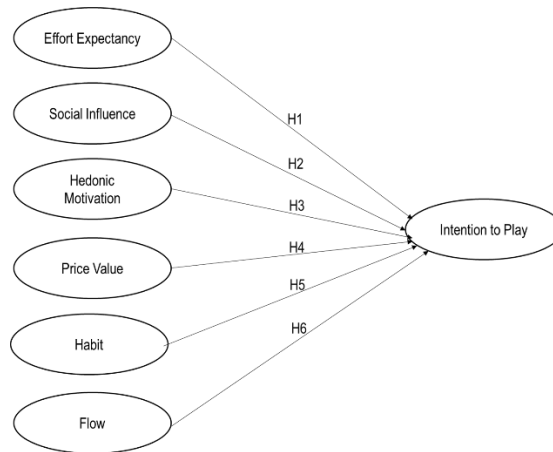 Effort Expectancy
H1
Social Influence
H2
Hedonic
Motivation
H3
Intention to Play
H4
Price Value
H5
Habit
H6
Flow